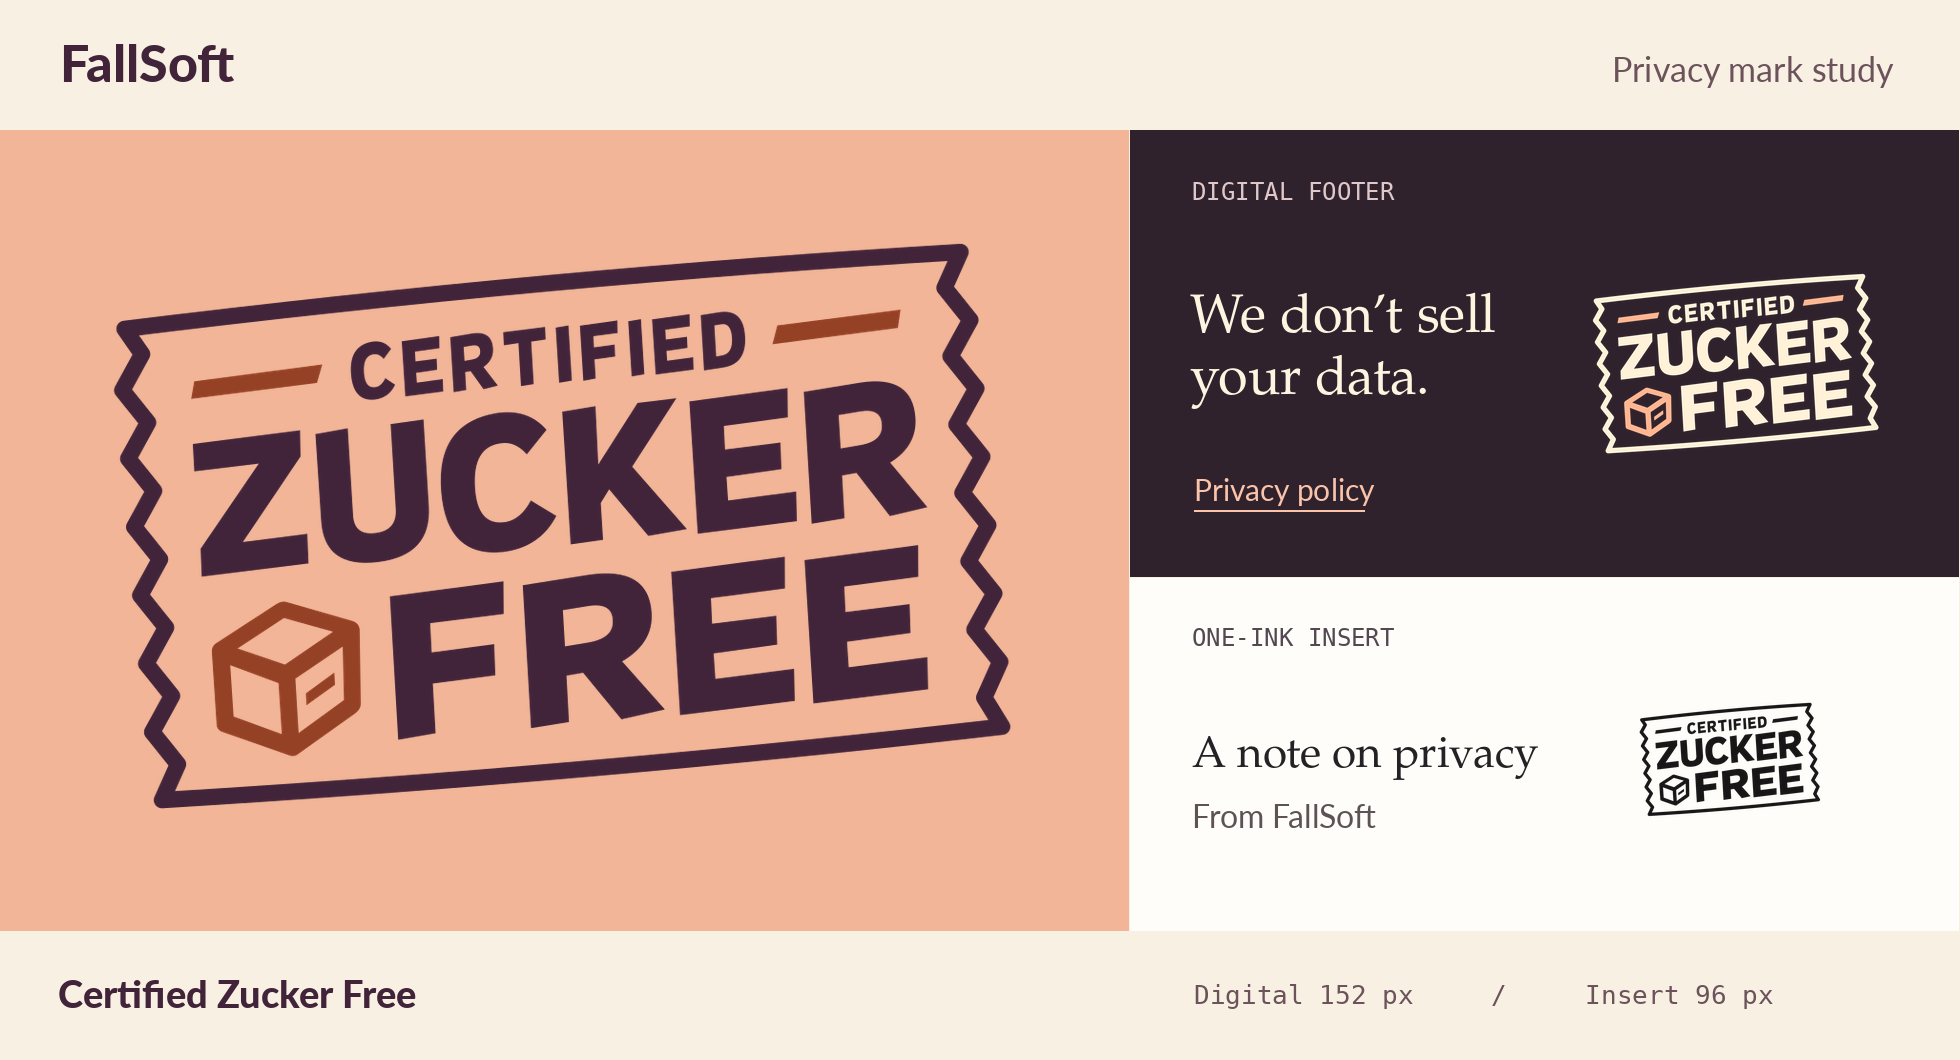 FallSoft
Privacy mark study
CERTIFIED
ZUCKER
FREE
DIGITAL FOOTER
We don’t sell
your data.
Privacy policy
CERTIFIED
ZUCKER
FREE
ONE-INK INSERT
A note on privacy
From FallSoft
CERTIFIED
ZUCKER
FREE
Certified Zucker Free
Digital 152 px / Insert 96 px